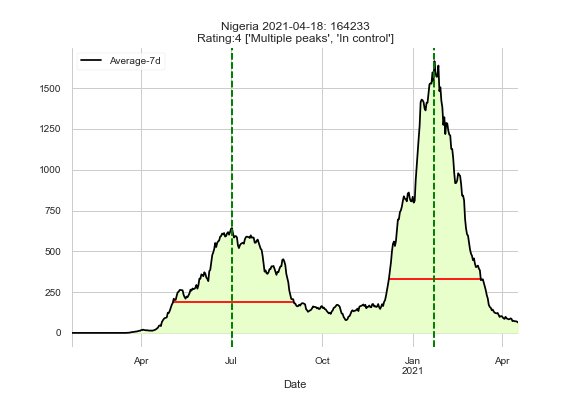 Nigeria 2021-04-18: 164233
Rating:4 ['Multiple peaks', 'In control']
Average-7d
1500
1250
1000
750
500
250
0
Apr
Jul
Oct
Jan
2021
Apr
Date